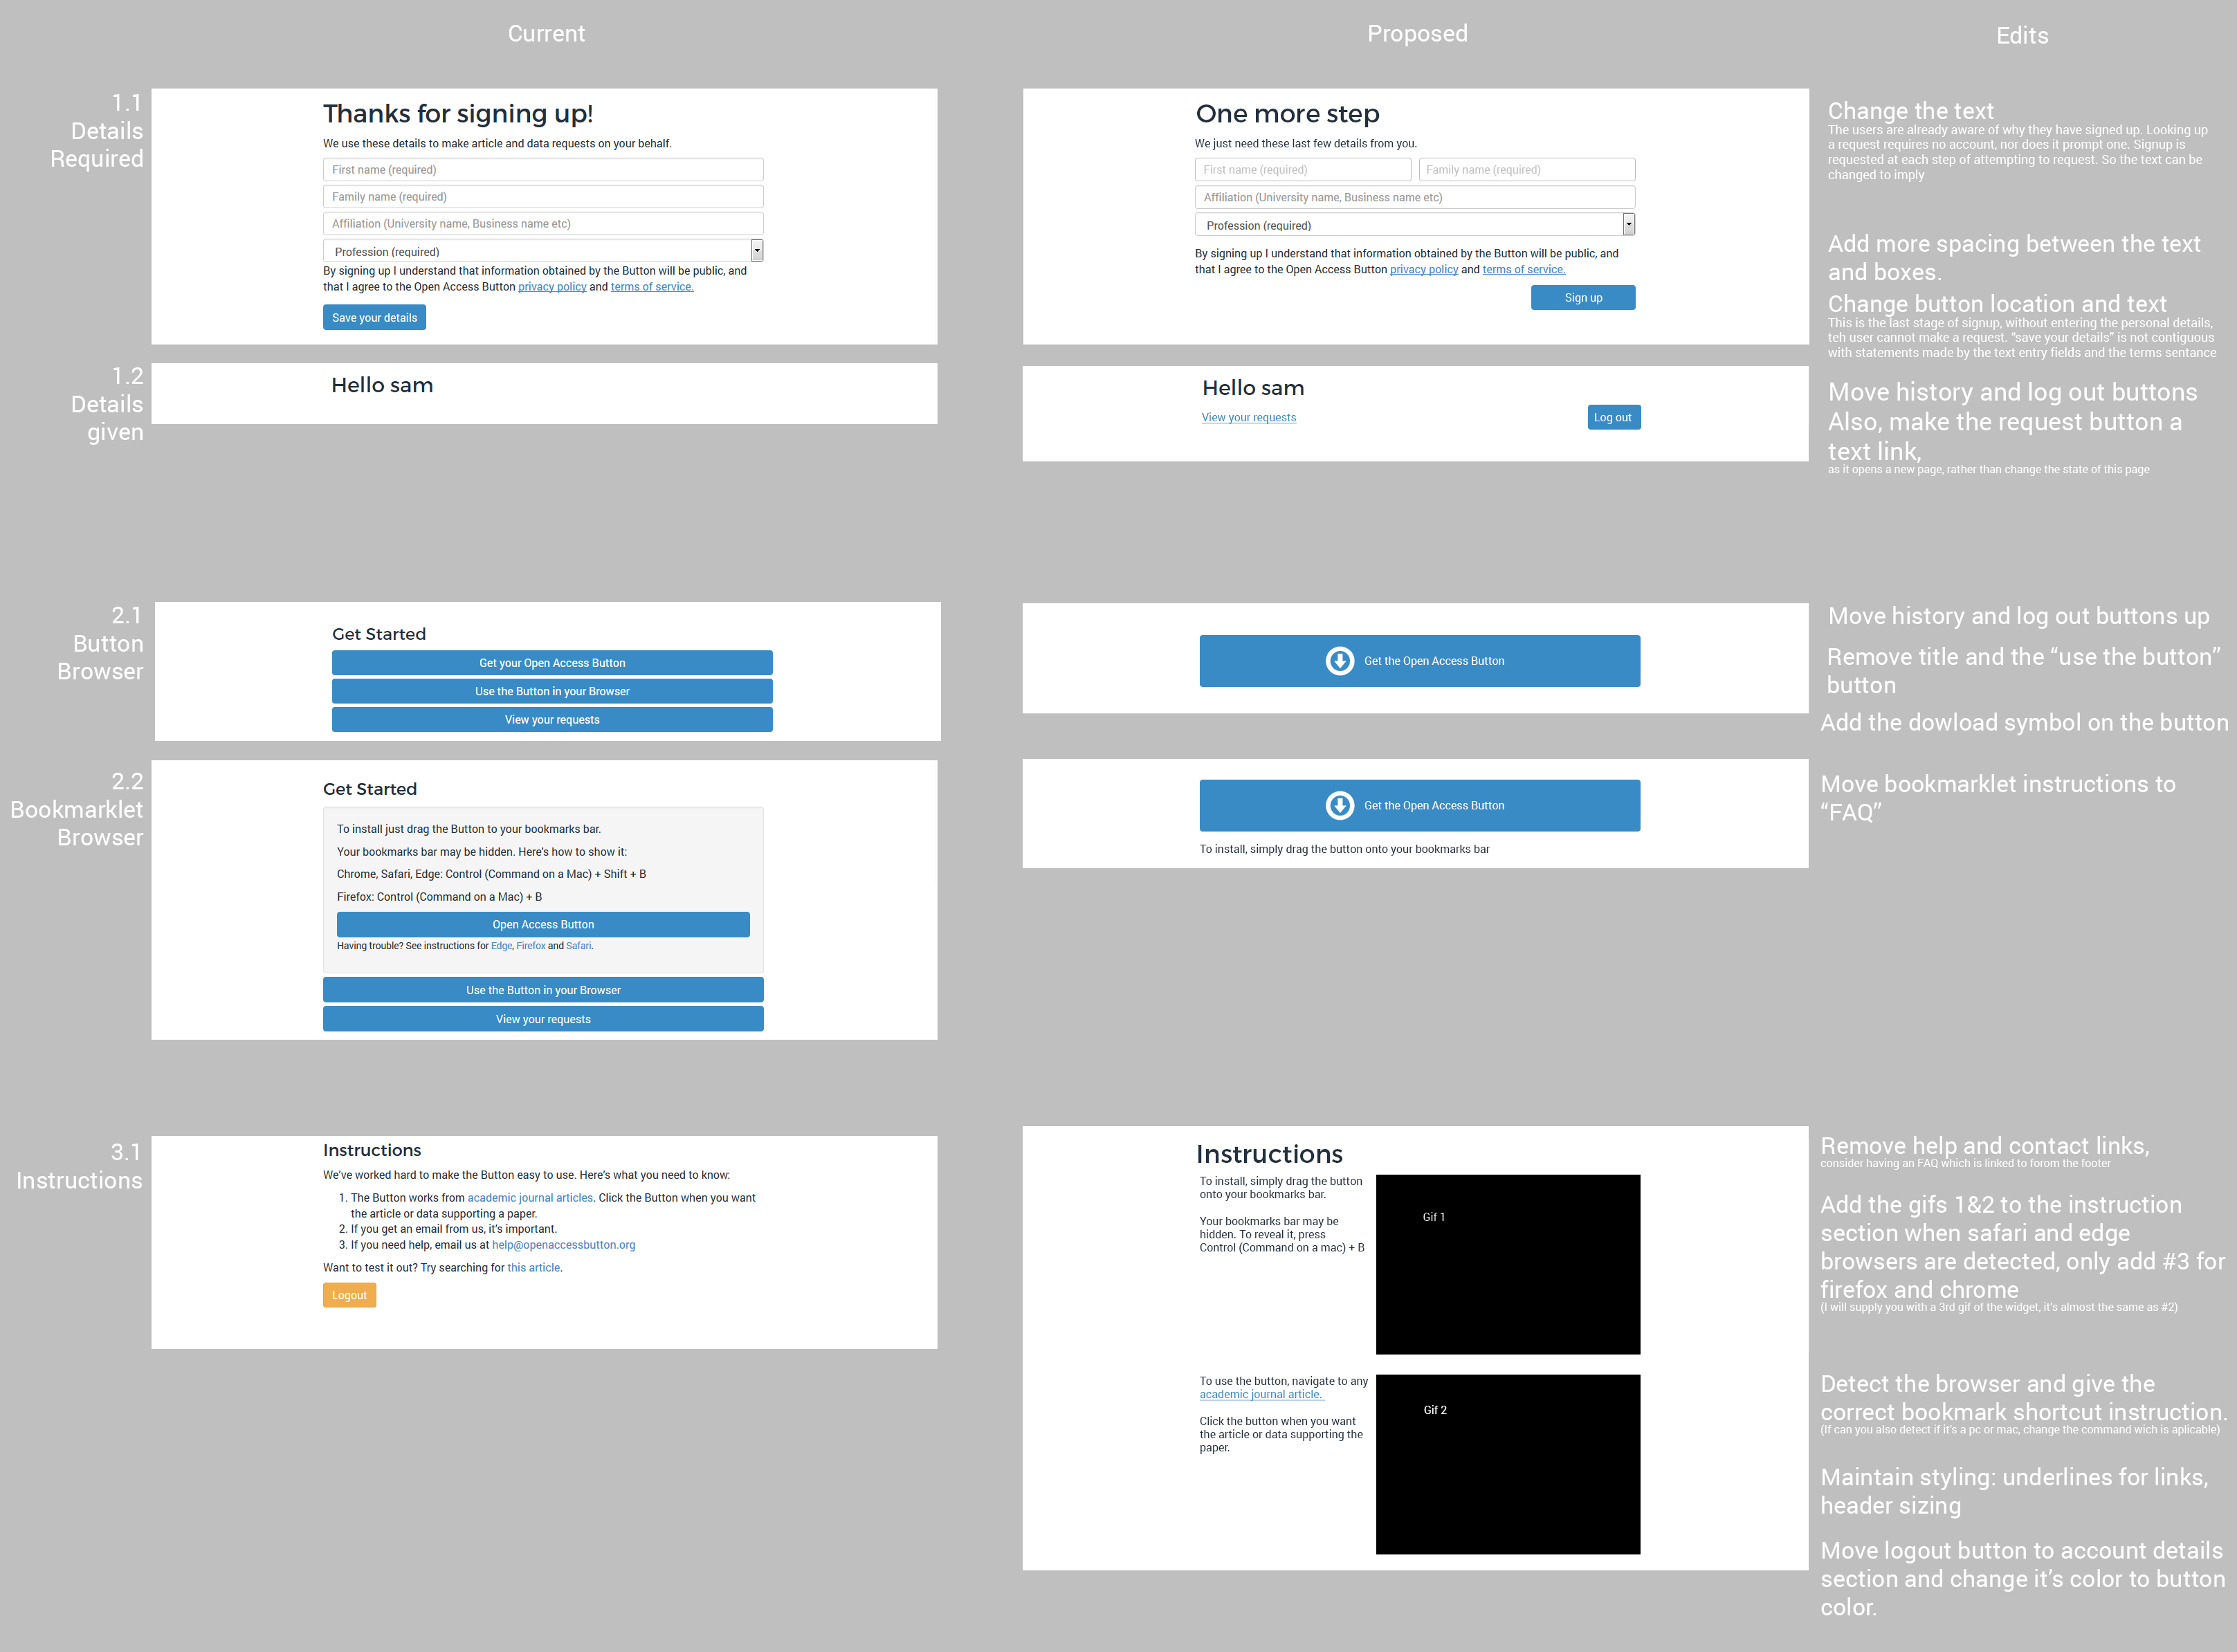 Current
Proposed
Edits
1.1
Details
Required
Thanks for signing up!
We use these details to make article and data requests on your behalf.
First name (required)
Family name (required)
Affiliation (University name, Business name etc)
Profession (required)
By signing up I understand that information obtained by the Button will be public, and
that I agree to the Open Access Button privacy policy and terms of service.
Save your details
One more step
We just need these last few details from you.
First name (required) Family name (required)
Affiliation (University name, Business name etc)
Profession (required)
By signing up I understand that information obtained by the Button will be public, and
that I agree to the Open Access Button privacy policy and terms of service.
Sign up
Change the text
The users are already aware of why they have signed up. Looking up
a request requires no account, nor does it prompt one. Signup is
requested at each step of attempting to request. So the text can be
changed to imply
Add more spacing between the text
and boxes.
Change button location and text
This is the last stage of signup, without entering the personal details,
teh user cannot make a request. “save your details” is not contiguous
with statements made by the text entry fields and the terms sentance
1.2
Details
given
Hello sam
Hello sam
View your requests
Log out
Move history and log out buttons
Also, make the request button a
text link,
as it opens a new page, rather than change the state of this page
2.1
Button
Browser
Get Started
Get your Open Access Button
Use the Button in your Browser
View your requests
Get the Open Access Button
Move history and log out buttons up
Remove title and the “use the button”
button
Add the dowload symbol on the button
2.2
Bookmarklet
Browser
Get Started
To install just drag the Button to your bookmarks bar.
Your bookmarks bar may be hidden. Here's how to show it:
Chrome, Safari, Edge: Control (Command on a Mac) + Shift + B
Firefox: Control (Command on a Mac) + B
Open Access Button
Having trouble? See instructions for Edge, Firefox and Safari.
Use the Button in your Browser
View your requests
Get the Open Access Button
To install, simply drag the button onto your bookmarks bar
Move bookmarklet instructions to
“FAQ”
3.1
Instructions
Instructions
We've worked hard to make the Button easy to use. Here's what you need to know:
1. The Button works from academic journal articles. Click the Button when you want
the article or data supporting a paper.
2. If you get an email from us, it's important.
3. If you need help, email us at help@openaccessbutton.org
Want to test it out? Try searching for this article.
Logout
Instructions
To install, simply drag the button
onto your bookmarks bar.
Your bookmarks bar may be
hidden. To reveal it, press
Control (Command on a mac) + B
Gif 1
To use the button, navigate to any
academic journal article.
Click the button when you want
the article or data supporting the
paper.
Gif 2
Remove help and contact links,
consider having an FAQ which is linked to forom the footer
Add the gifs 1&2 to the instruction
section when safari and edge
browsers are detected, only add #3 for
firefox and chrome
(I will supply you with a 3rd gif of the widget, it's almost the same as #2)
Detect the browser and give the
correct bookmark shortcut instruction.
(If can you also detect if it's a pc or mac, change the command wich is aplicable)
Maintain styling: underlines for links,
header sizing
Move logout button to account details
section and change it's color to button
color.